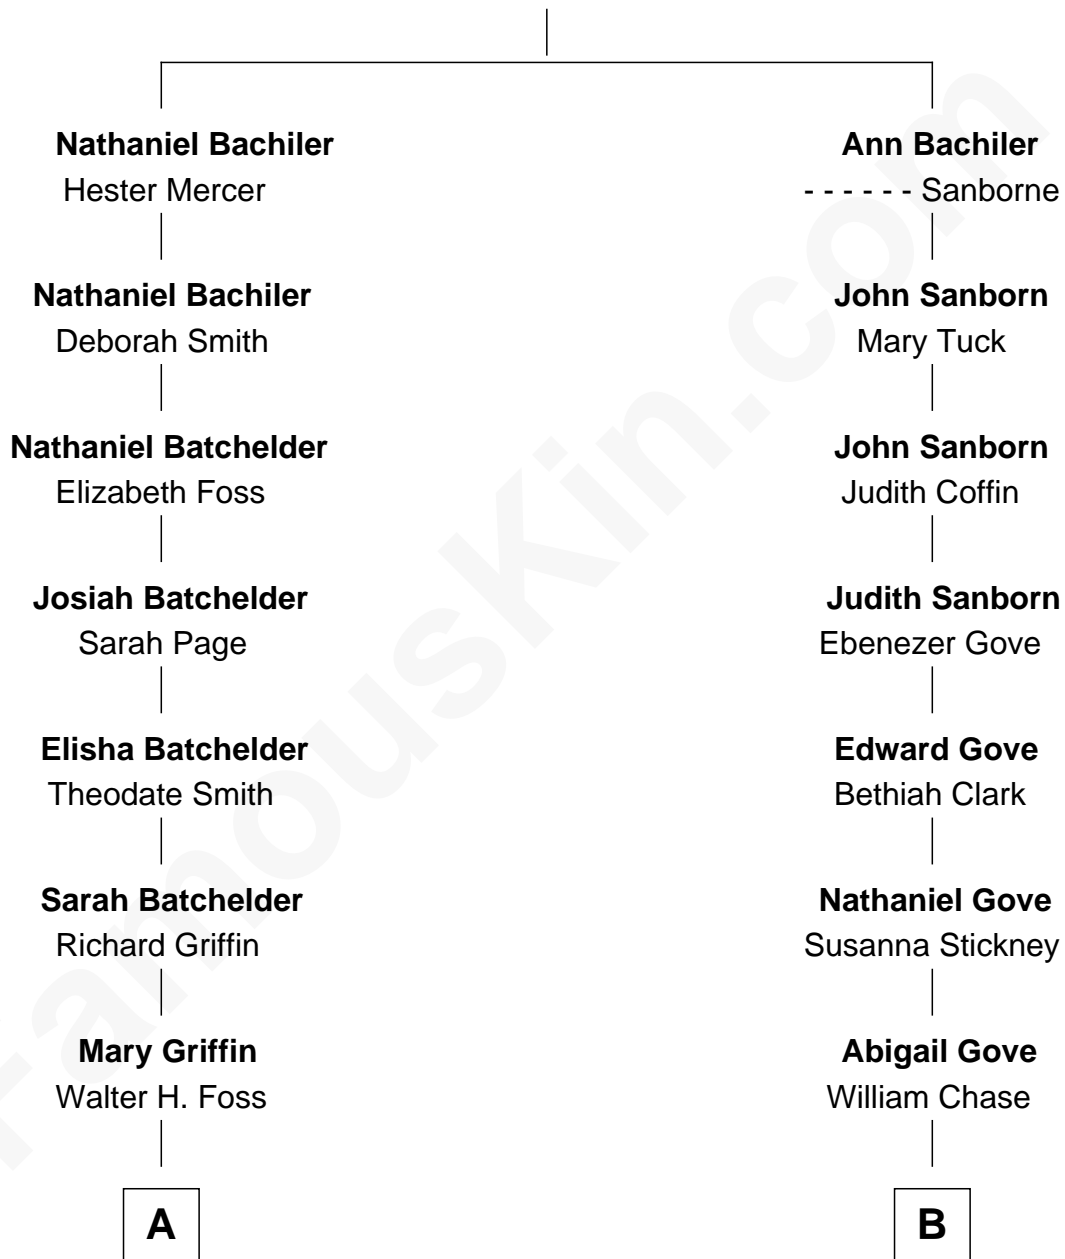 Nathaniel Bachiler
Hester Mercer
Nathaniel Bachiler
Deborah Smith
Nathaniel Batchelder
Elizabeth Foss
Josiah Batchelder
Sarah Page
Elisha Batchelder
Theodate Smith
Sarah Batchelder
Richard Griffin
Mary Griffin
Walter H. Foss
A
Ann Bachiler
- - - - - - Sanborne
John Sanborn
Mary Tuck
John Sanborn
Judith Coffin
Judith Sanborn
Ebenezer Gove
Edward Gove
Bethiah Clark
Nathaniel Gove
Susanna Stickney
Abigail Gove
William Chase
B
FamousKin.com